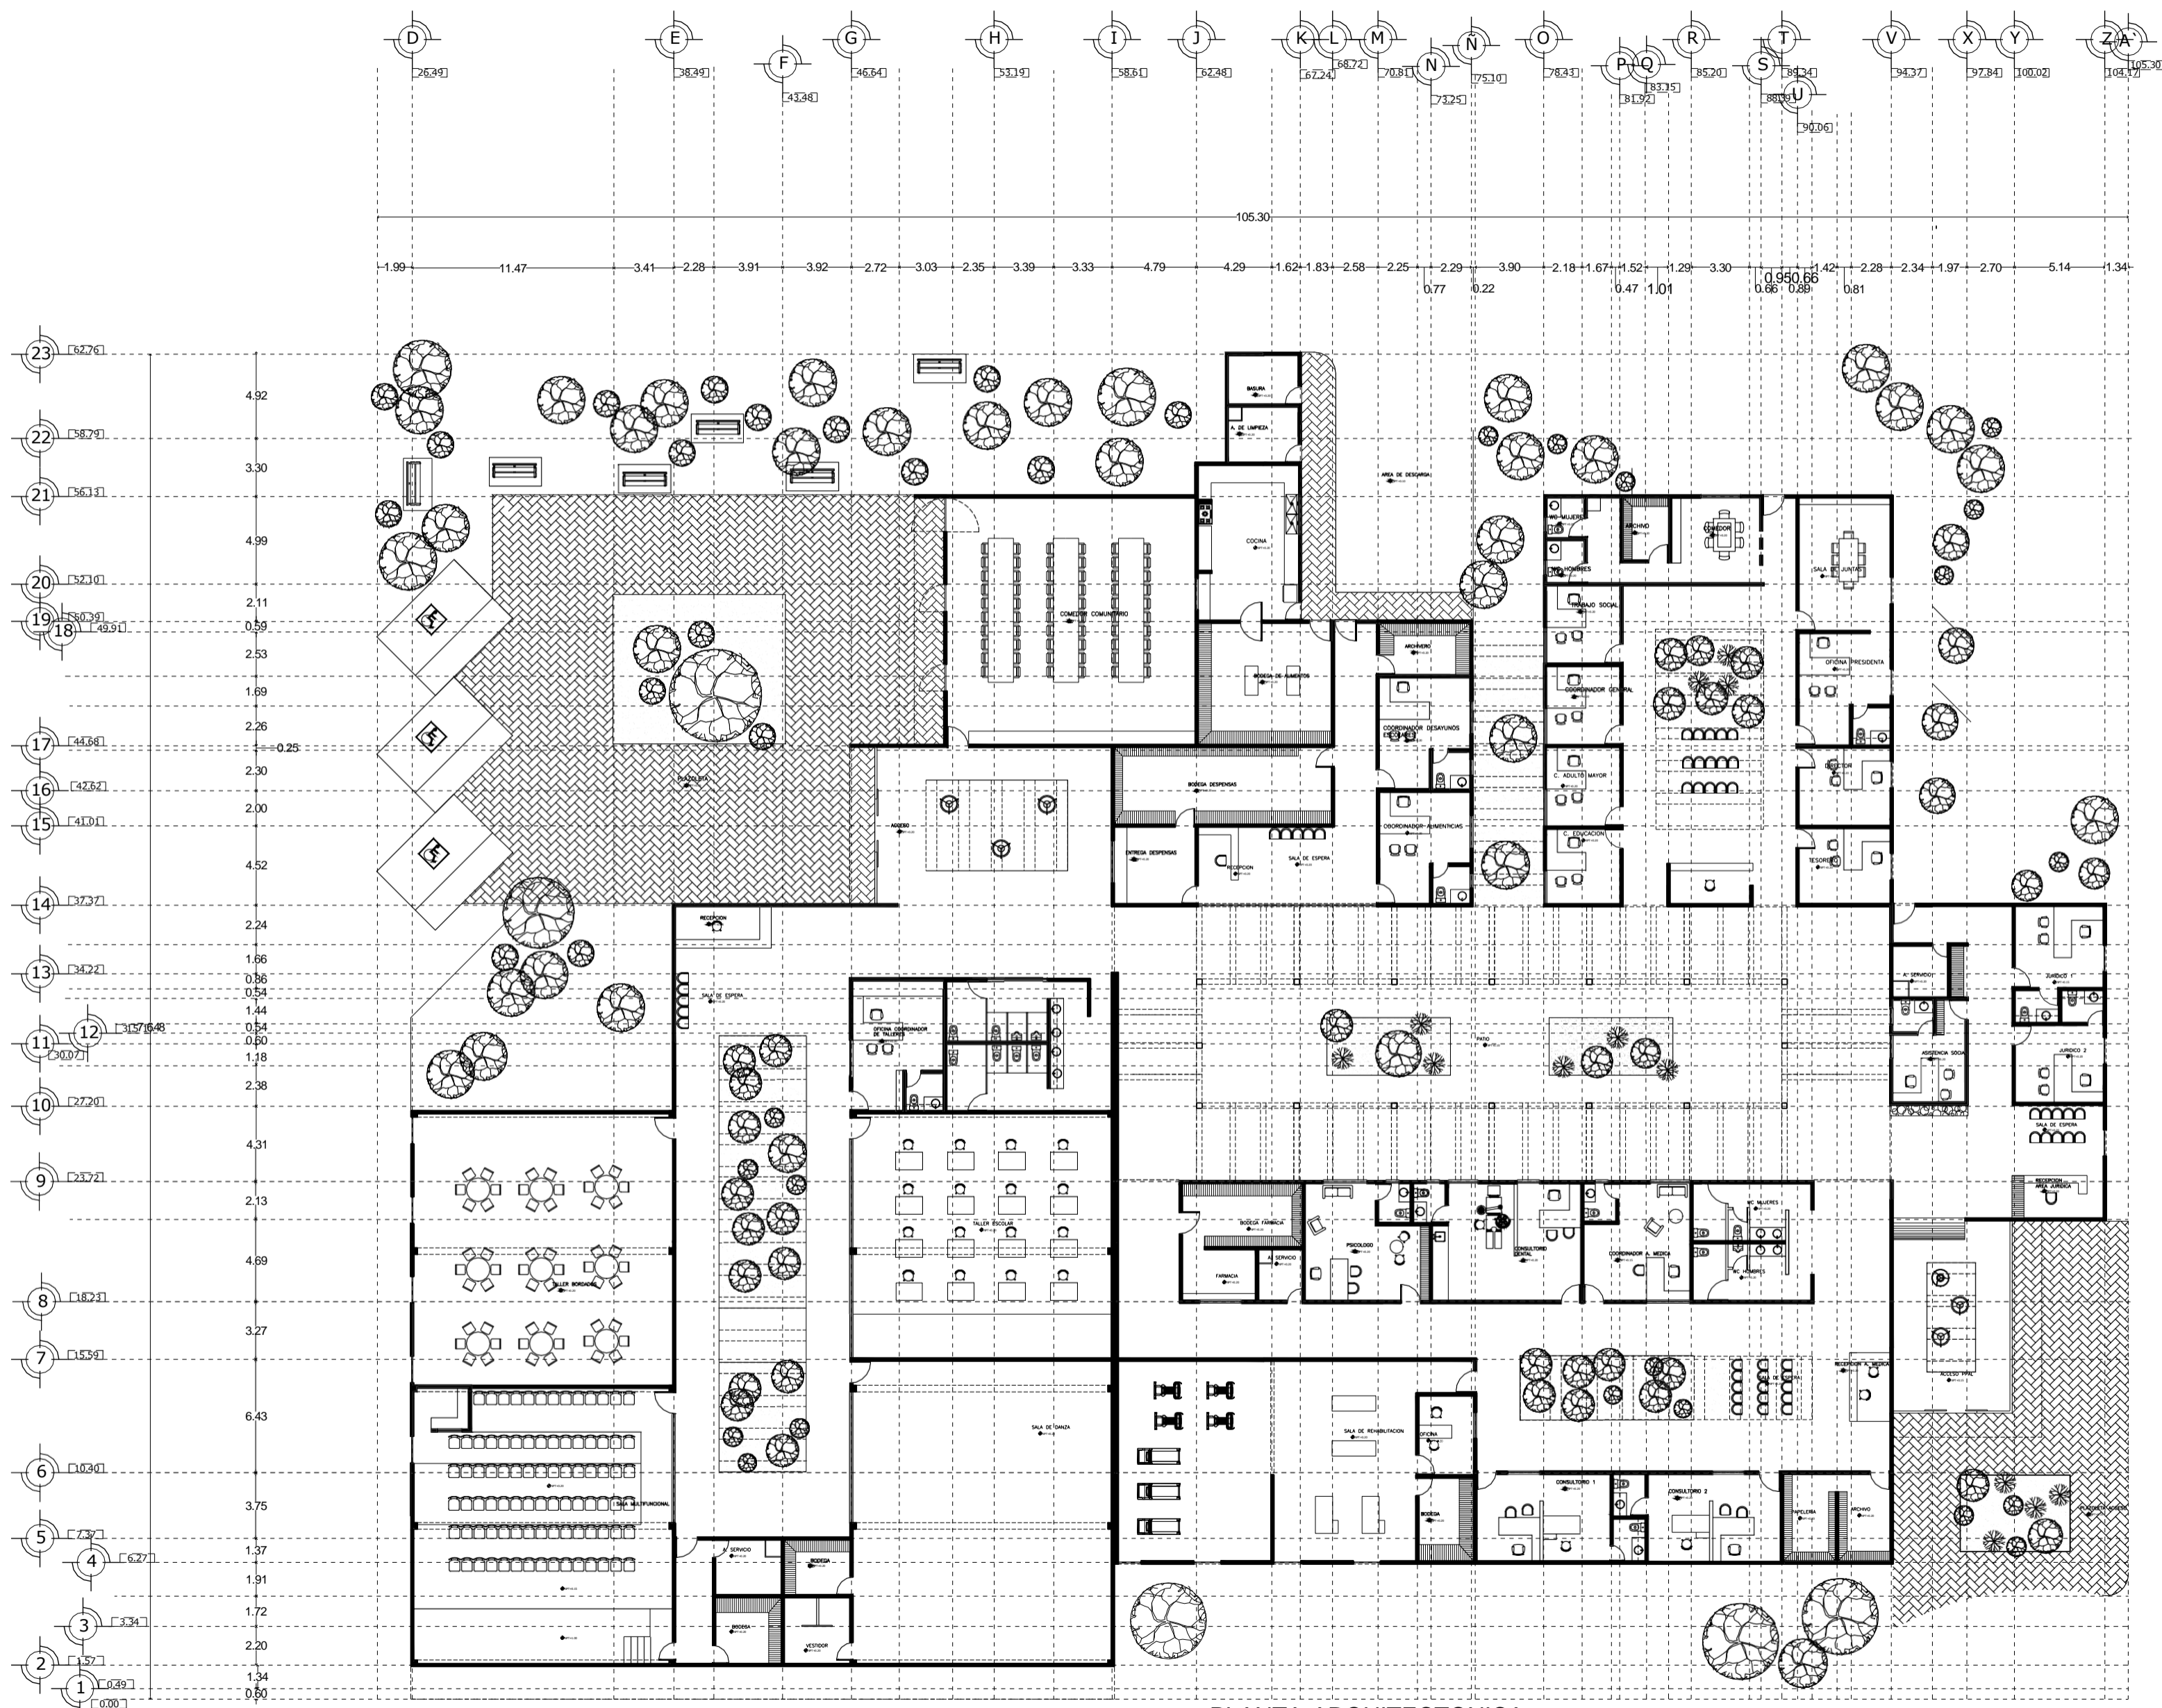 D E F G H I J K L M N Ñ O P Q R S T U V X Y Z A'
26.49 38.49 43.48 46.64 53.19 58.61 62.48 67.24 68.72 70.81 73.25 75.10 78.43 81.92 83.15 85.20 89.34 90.06 94.37 97.84 100.02 104.17 105.30
105.30
1.99 11.47 3.41 2.28 3.91 3.92 2.72 3.03 2.35 3.39 3.33 4.79 4.29 1.62 1.83 2.58 2.25 2.29 3.90 2.18 1.67 1.52 1.29 3.30 0.95 0.66 1.42 2.28 2.34 1.97 2.70 5.14 1.34
0.77 0.22 0.47 1.01 0.66 0.89 0.81
23 62.76
4.92
22 58.79
3.30
21 56.13
4.99
20 52.10
2.11
19 50.39
0.59
18 49.91
2.53
1.69
2.26
17 44.68
0.25
2.30
16 42.62
2.00
15 41.01
4.52
14 37.37
2.24
1.66
13 34.22
0.86
0.54
1.44
12
76.48
0.54
11 30.07
0.60
1.18
2.38
10 27.20
4.31
9 23.72
2.13
4.69
8 18.23
3.27
7 15.59
6.43
6 10.40
3.75
5 7.37
1.37
4 6.27
1.91
1.72
3 3.34
2.20
2 1.57
1.34
1 0.49
0.60
0.00
BASURA
A. DE LIMPIEZA
AREA DE DESCARGA
COCINA
COMEDOR COMUNITARIO
BODEGA DE ALIMENTOS
ARCHIVERO
COORDINADOR DESAYUNOS
ESCOLARES
WC MUJERES
ARCHIVO
COMEDOR
WC HOMBRES
SALA DE JUNTAS
TRABAJO SOCIAL
OFICINA PRESIDENTA
COORDINADOR GENERAL
C. ADULTO MAYOR
DIRECTOR
C. EDUCACION
TESORERO
PLAZOLETA
ACCESO
BODEGA DESPENSAS
COORDINADOR ALIMENTICIAS
ENTREGA DESPENSAS
RECEPCION
SALA DE ESPERA
RECEPCION
SALA DE ESPERA
OFICINA COORDINADOR
DE TALLERES
PATIO
A. SERVICIO
JURIDICO 1
ASISTENCIA SOCIAL
JURIDICO 2
SALA DE ESPERA
RECEPCION
AREA JURIDICA
TALLER ESCOLAR
TALLER BORDADOS
BODEGA FARMACIA
FARMACIA
A. SERVICIO
PSICOLOGO
CONSULTORIO
DENTAL
COORDINADOR A. MEDICA
WC MUJERES
WC HOMBRES
SALA DE ESPERA
RECEPCION A. MEDICA
ACCESO PPAL
SALA DE DANZA
SALA DE REHABILITACION
OFICINA
BODEGA
CONSULTORIO 1
CONSULTORIO 2
PAPELERIA
ARCHIVO
PLAZOLETA ACCESO
SALA MULTIFUNCIONAL
A. SERVICIO
BODEGA
BODEGA
VESTIDOR
PLANTA ARQUITECTONICA